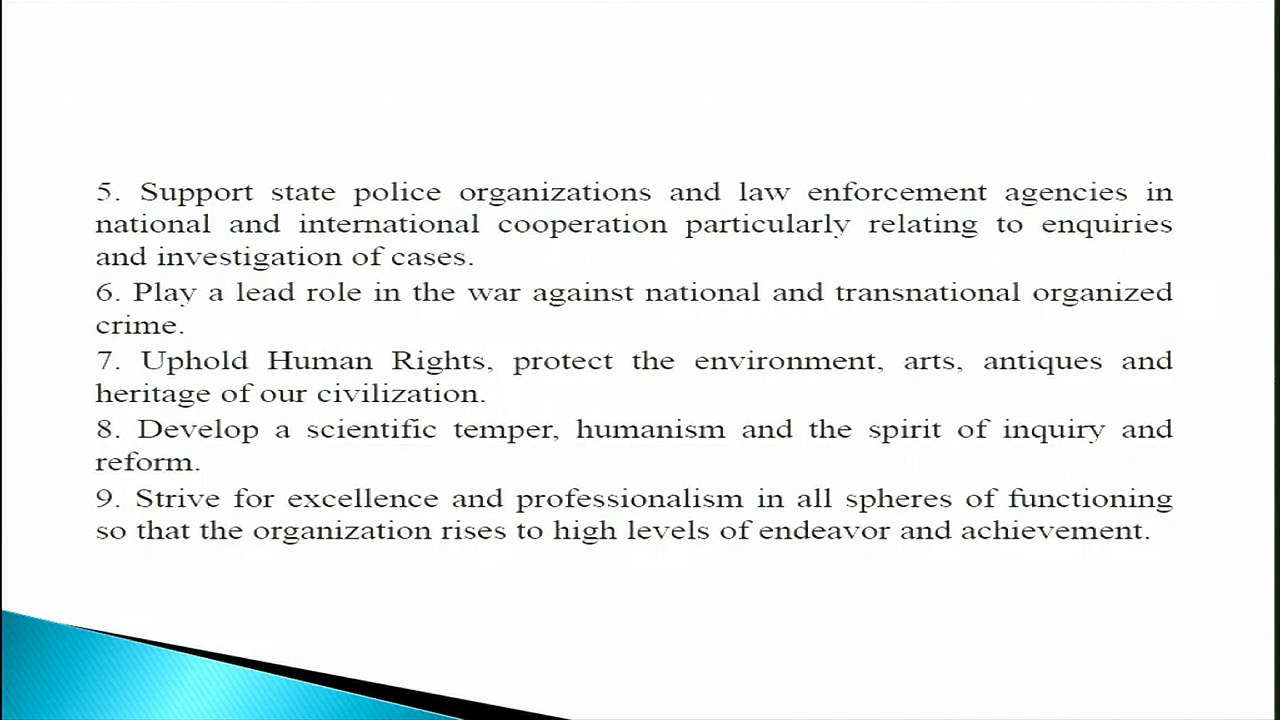 5. Support state police organizations and law enforcement agencies in
national and international cooperation particularly relating to enquiries
and investigation of cases.
6. Play a lead role in the war against national and transnational organized
crime.
7. Uphold Human Rights, protect the environment, arts, antiques and
heritage of our civilization.
8. Develop a scientific temper, humanism and the spirit of inquiry and
reform.
9. Strive for excellence and professionalism in all spheres of functioning
so that the organization rises to high levels of endeavor and achievement.